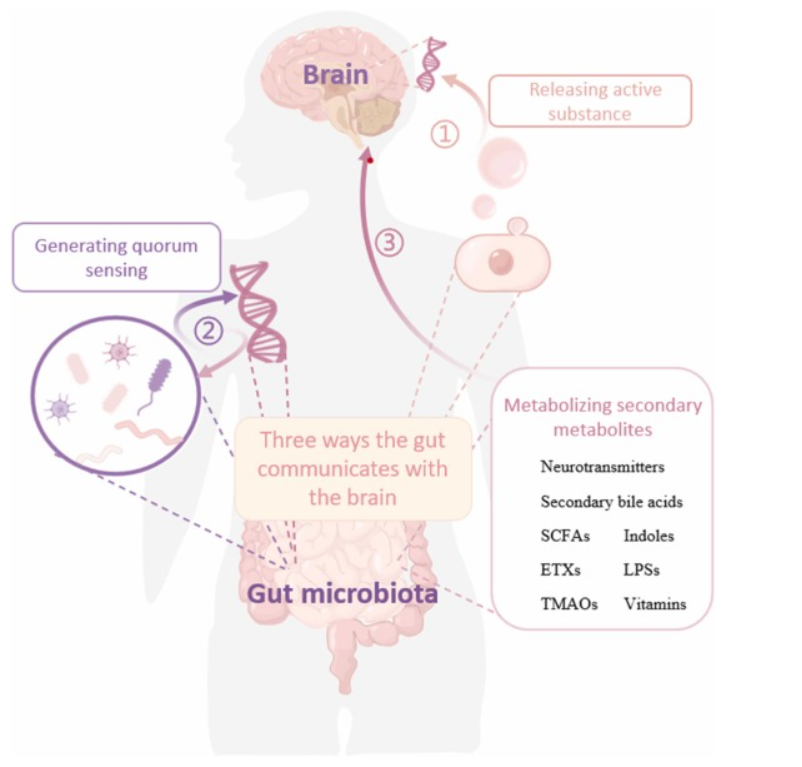 Brain
Releasing active
substance
①
③
Generating quorum
sensing
②
Three ways the gut
communicates with
the brain
Metabolizing secondary
metabolites
Neurotransmitters
Secondary bile acids
SCFAs Indoles
ETXs LPSs
TMAOs Vitamins
Gut microbiota